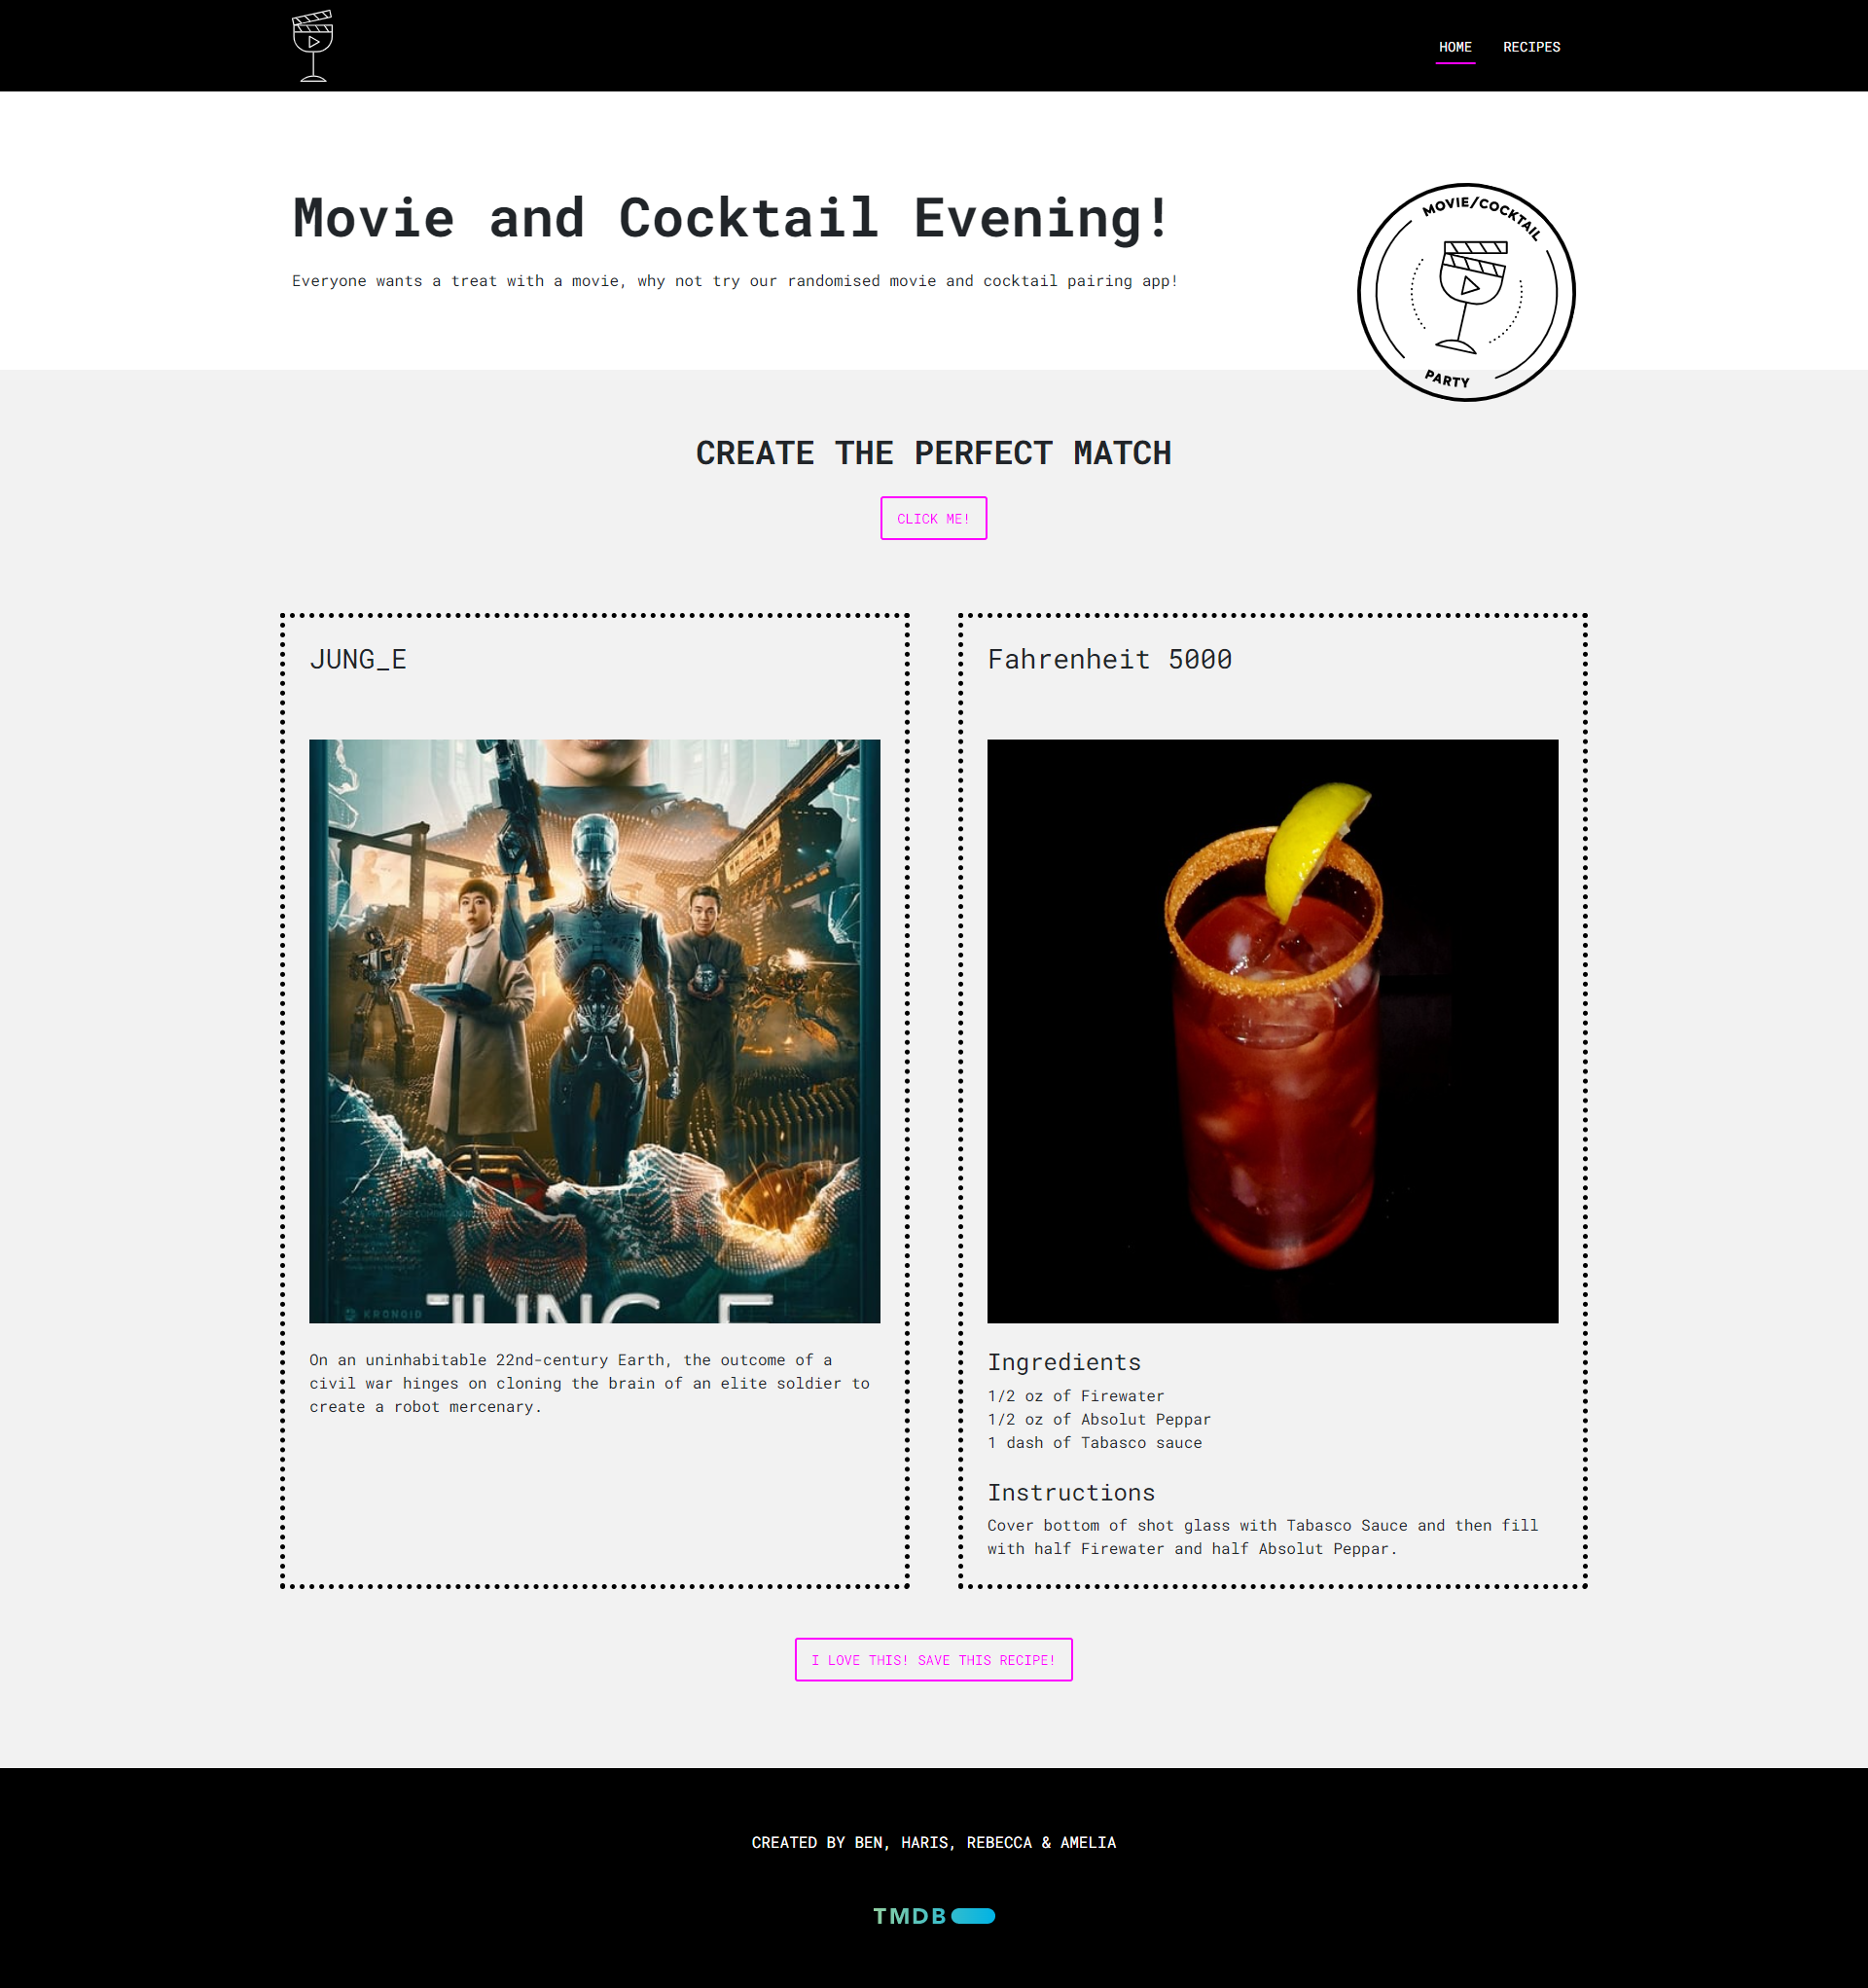 HOME RECIPES
Movie and Cocktail Evening!
Everyone wants a treat with a movie, why not try our randomised movie and cocktail pairing app!
MOVIE/COCKTAIL
PARTY
CREATE THE PERFECT MATCH
CLICK ME!
JUNG_E
Fahrenheit 5000
KRONOID
JUNG_E
On an uninhabitable 22nd-century Earth, the outcome of a
civil war hinges on cloning the brain of an elite soldier to
create a robot mercenary.
Ingredients
1/2 oz of Firewater
1/2 oz of Absolut Peppar
1 dash of Tabasco sauce
Instructions
Cover bottom of shot glass with Tabasco Sauce and then fill
with half Firewater and half Absolut Peppar.
I LOVE THIS! SAVE THIS RECIPE!
CREATED BY BEN, HARIS, REBECCA & AMELIA
TMDB